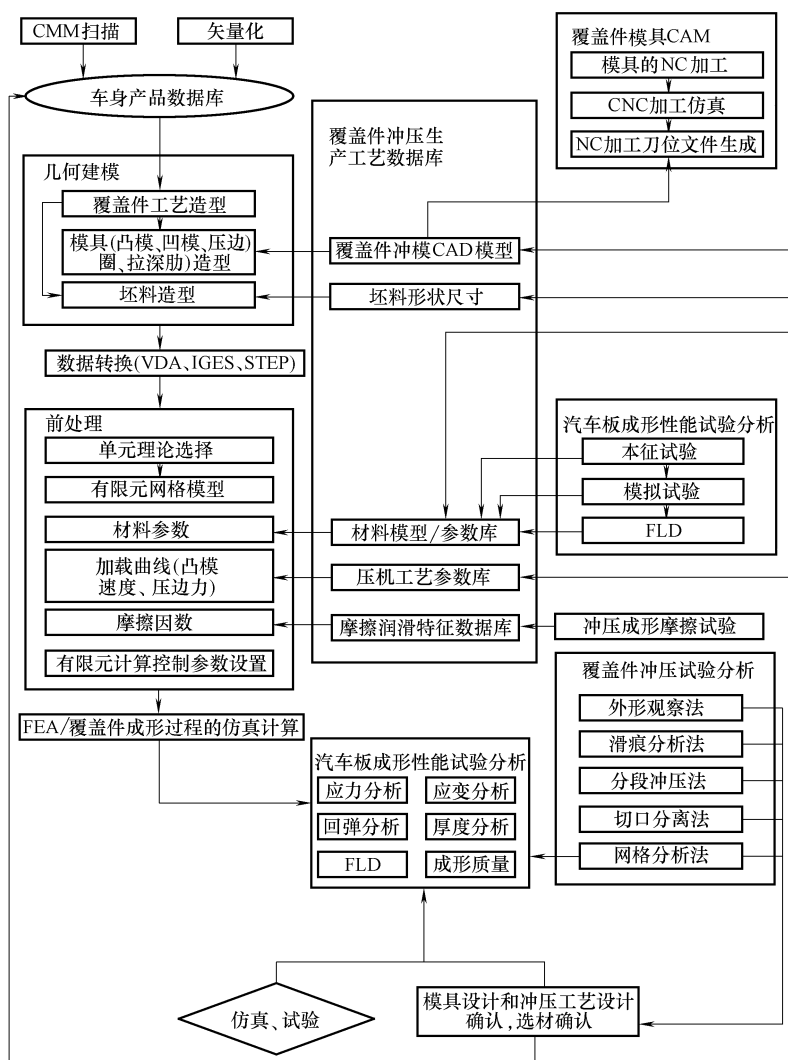 CMM扫描
矢量化
车身产品数据库
几何建模
覆盖件工艺造型
模具(凸模、凹模、压边
圈、拉深肋)造型
坯料造型
数据转换(VDA、IGES、STEP)
前处理
单元理论选择
有限元网格模型
材料参数
加载曲线(凸模
速度、压边力)
摩擦因数
有限元计算控制参数设置
FEA/覆盖件成形过程的仿真计算
覆盖件冲压生
产工艺数据库
覆盖件冲模CAD模型
坯料形状尺寸
材料模型/参数库
压机工艺参数库
摩擦润滑特征数据库
覆盖件模具CAM
模具的NC加工
CNC加工仿真
NC加工刀位文件生成
汽车板成形性能试验分析
本征试验
模拟试验
FLD
冲压成形摩擦试验
覆盖件冲压试验分析
外形观察法
滑痕分析法
分段冲压法
切口分离法
网格分析法
汽车板成形性能试验分析
应力分析
应变分析
回弹分析
厚度分析
FLD
成形质量
仿真、试验
模具设计和冲压工艺设计
确认,选材确认